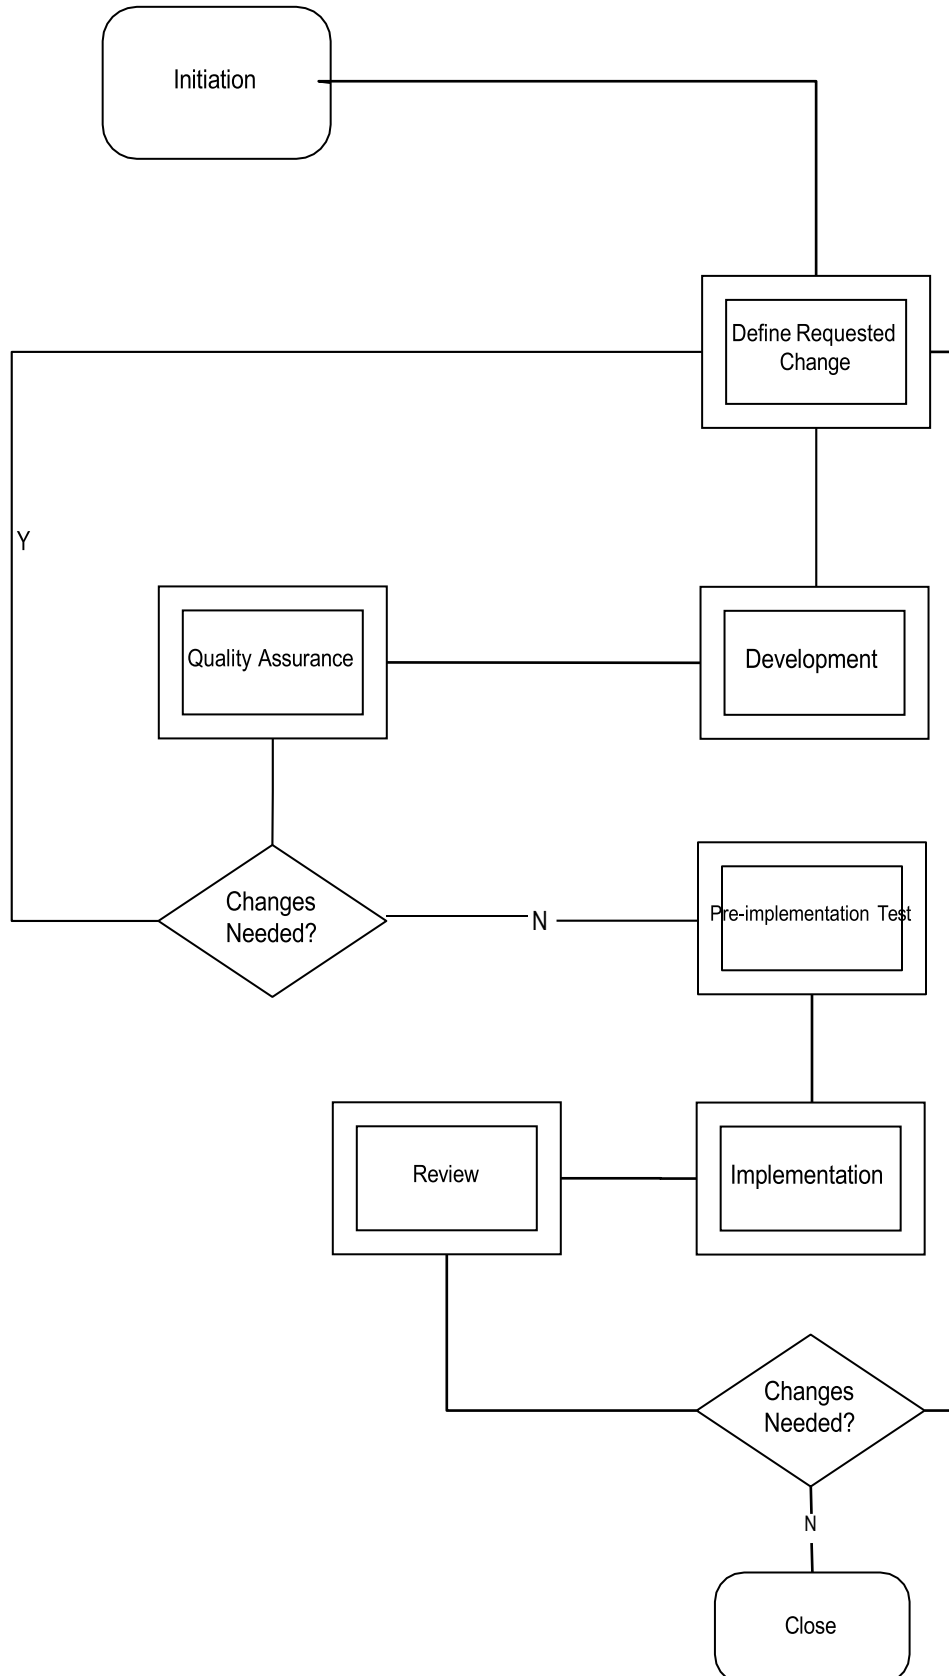 Initiation
Define Requested
Change
Y
Quality Assurance
Development
Changes
Needed?
N
Pre-implementation Test
Review
Implementation
Changes
Needed?
N
Close